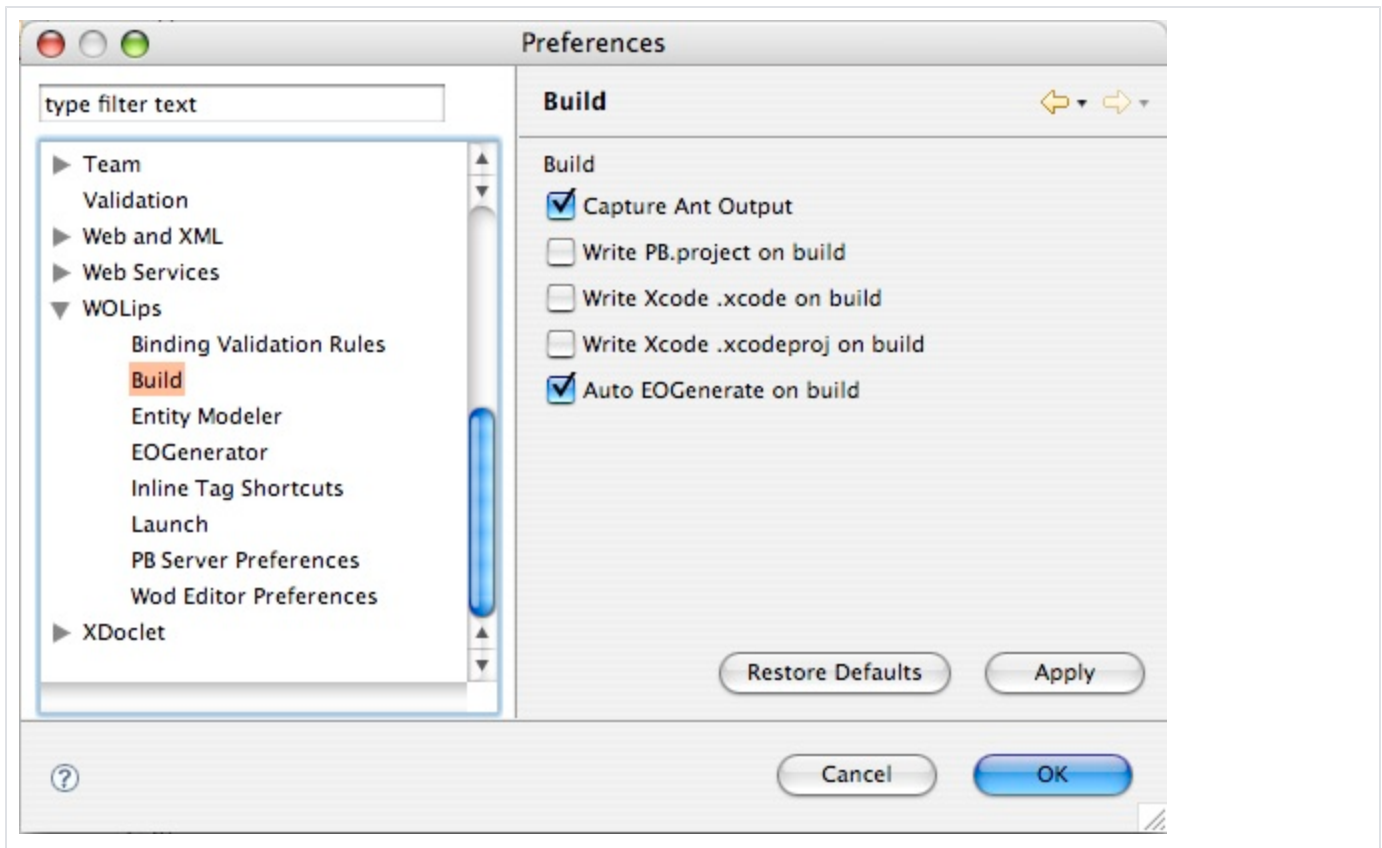 Preferences
type filter text
Team
Validation
Web and XML
Web Services
WOLips
Binding Validation Rules
Build
Entity Modeler
EOGenerator
Inline Tag Shortcuts
Launch
PB Server Preferences
Wod Editor Preferences
XDoclet
Build
Build
Capture Ant Output
Write PB.project on build
Write Xcode .xcode on build
Write Xcode .xcodeproj on build
Auto EOGenerate on build
Restore Defaults
Apply
?
Cancel
OK